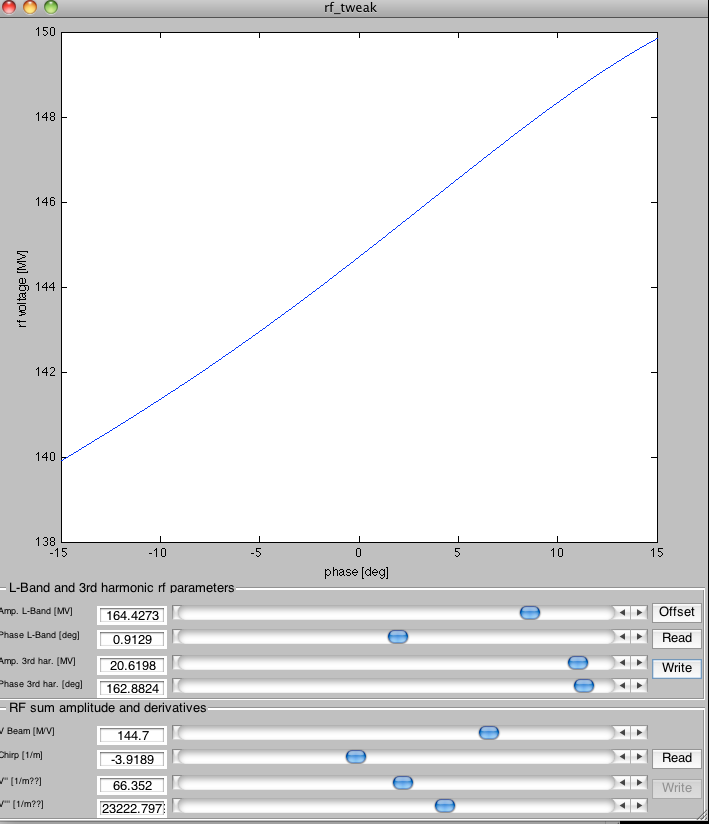 rf_tweak
150
148
146
144
142
140
138
rf voltage [MV]
-15 -10 -5 0 5 10 15
phase [deg]
L-Band and 3rd harmonic rf parameters
Amp. L-Band [MV] 164.4273 Offset
Phase L-Band [deg] 0.9129 Read
Amp. 3rd har. [MV] 20.6198 Write
Phase 3rd har. [deg] 162.8824
RF sum amplitude and derivatives
V Beam [M/V] 144.7
Chirp [1/m] -3.9189 Read
V'' [1/m??] 66.352 Write
V''' [1/m??] 23222.797